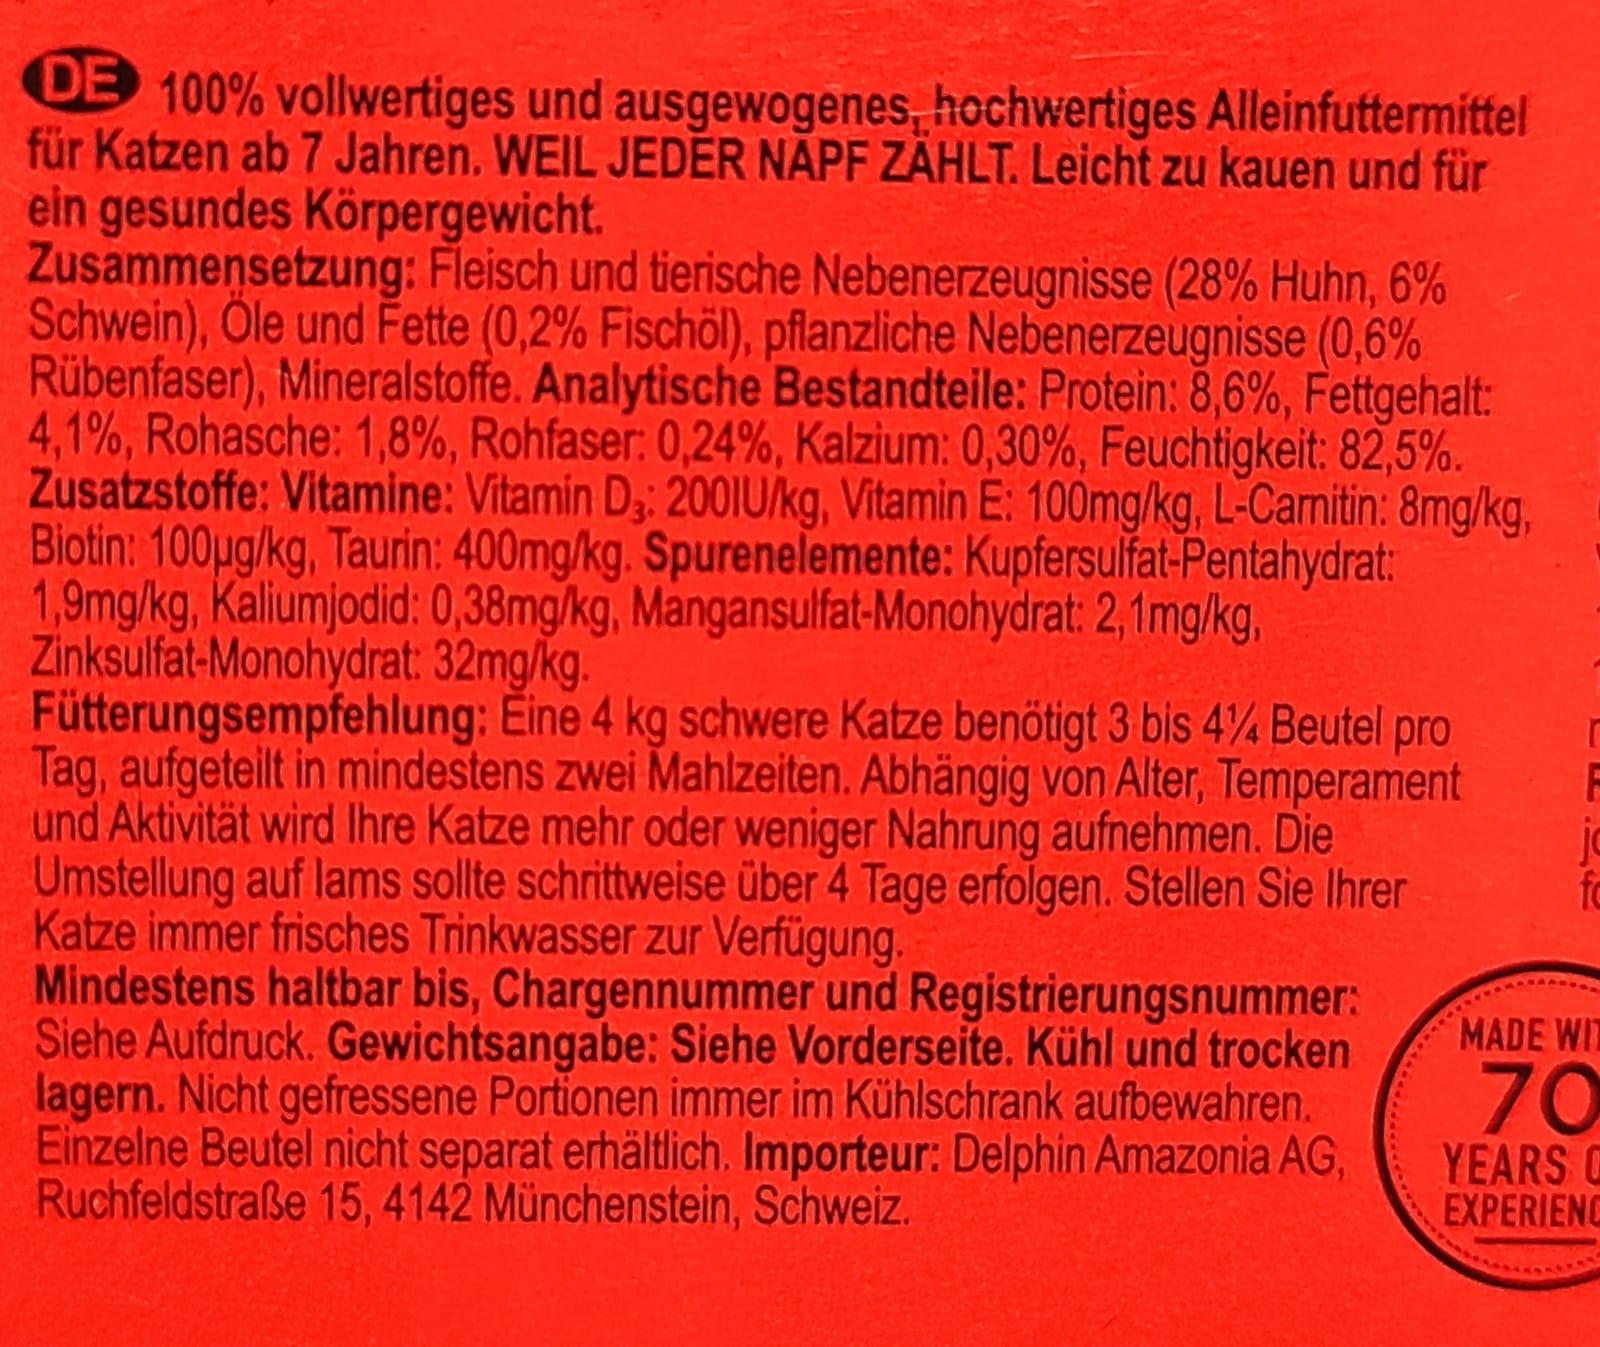 DE 100% vollwertiges und ausgewogenes, hochwertiges Alleinfuttermittel
für Katzen ab 7 Jahren. WEIL JEDER NAPF ZÄHLT. Leicht zu kauen und für
ein gesundes Körpergewicht.
Zusammensetzung: Fleisch und tierische Nebenerzeugnisse (28% Huhn, 6%
Schwein), Öle und Fette (0,2% Fischöl), pflanzliche Nebenerzeugnisse (0,6%
Rübenfaser), Mineralstoffe. Analytische Bestandteile: Protein: 8,6%, Fettgehalt:
4,1%, Rohasche: 1,8%, Rohfaser: 0,24%, Kalzium: 0,30%, Feuchtigkeit: 82,5%.
Zusatzstoffe: Vitamine: Vitamin D₃: 200IU/kg, Vitamin E: 100mg/kg, L-Carnitin: 8mg/kg,
Biotin: 100µg/kg, Taurin: 400mg/kg. Spurenelemente: Kupfersulfat-Pentahydrat:
1,9mg/kg, Kaliumjodid: 0,38mg/kg, Mangansulfat-Monohydrat: 2,1mg/kg,
Zinksulfat-Monohydrat: 32mg/kg.
Fütterungsempfehlung: Eine 4 kg schwere Katze benötigt 3 bis 4¼ Beutel pro
Tag, aufgeteilt in mindestens zwei Mahlzeiten. Abhängig von Alter, Temperament
und Aktivität wird Ihre Katze mehr oder weniger Nahrung aufnehmen. Die
Umstellung auf Iams sollte schrittweise über 4 Tage erfolgen. Stellen Sie Ihrer
Katze immer frisches Trinkwasser zur Verfügung.
Mindestens haltbar bis, Chargennummer und Registrierungsnummer:
Siehe Aufdruck. Gewichtsangabe: Siehe Vorderseite. Kühl und trocken
lagern. Nicht gefressene Portionen immer im Kühlschrank aufbewahren.
Einzelne Beutel nicht separat erhältlich. Importeur: Delphin Amazonia AG,
Ruchfeldstraße 15, 4142 Münchenstein, Schweiz.
MADE WIT
70
YEARS O
EXPERIENC